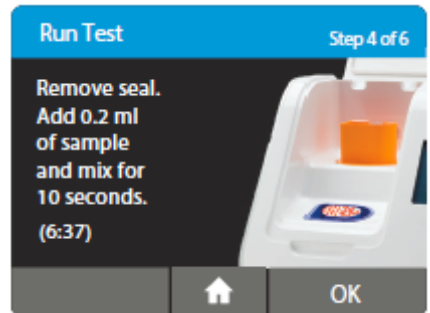 Run Test
Step 4 of 6
Remove seal.
Add 0.2 ml
of sample
and mix for
10 seconds.
(6:37)
OK